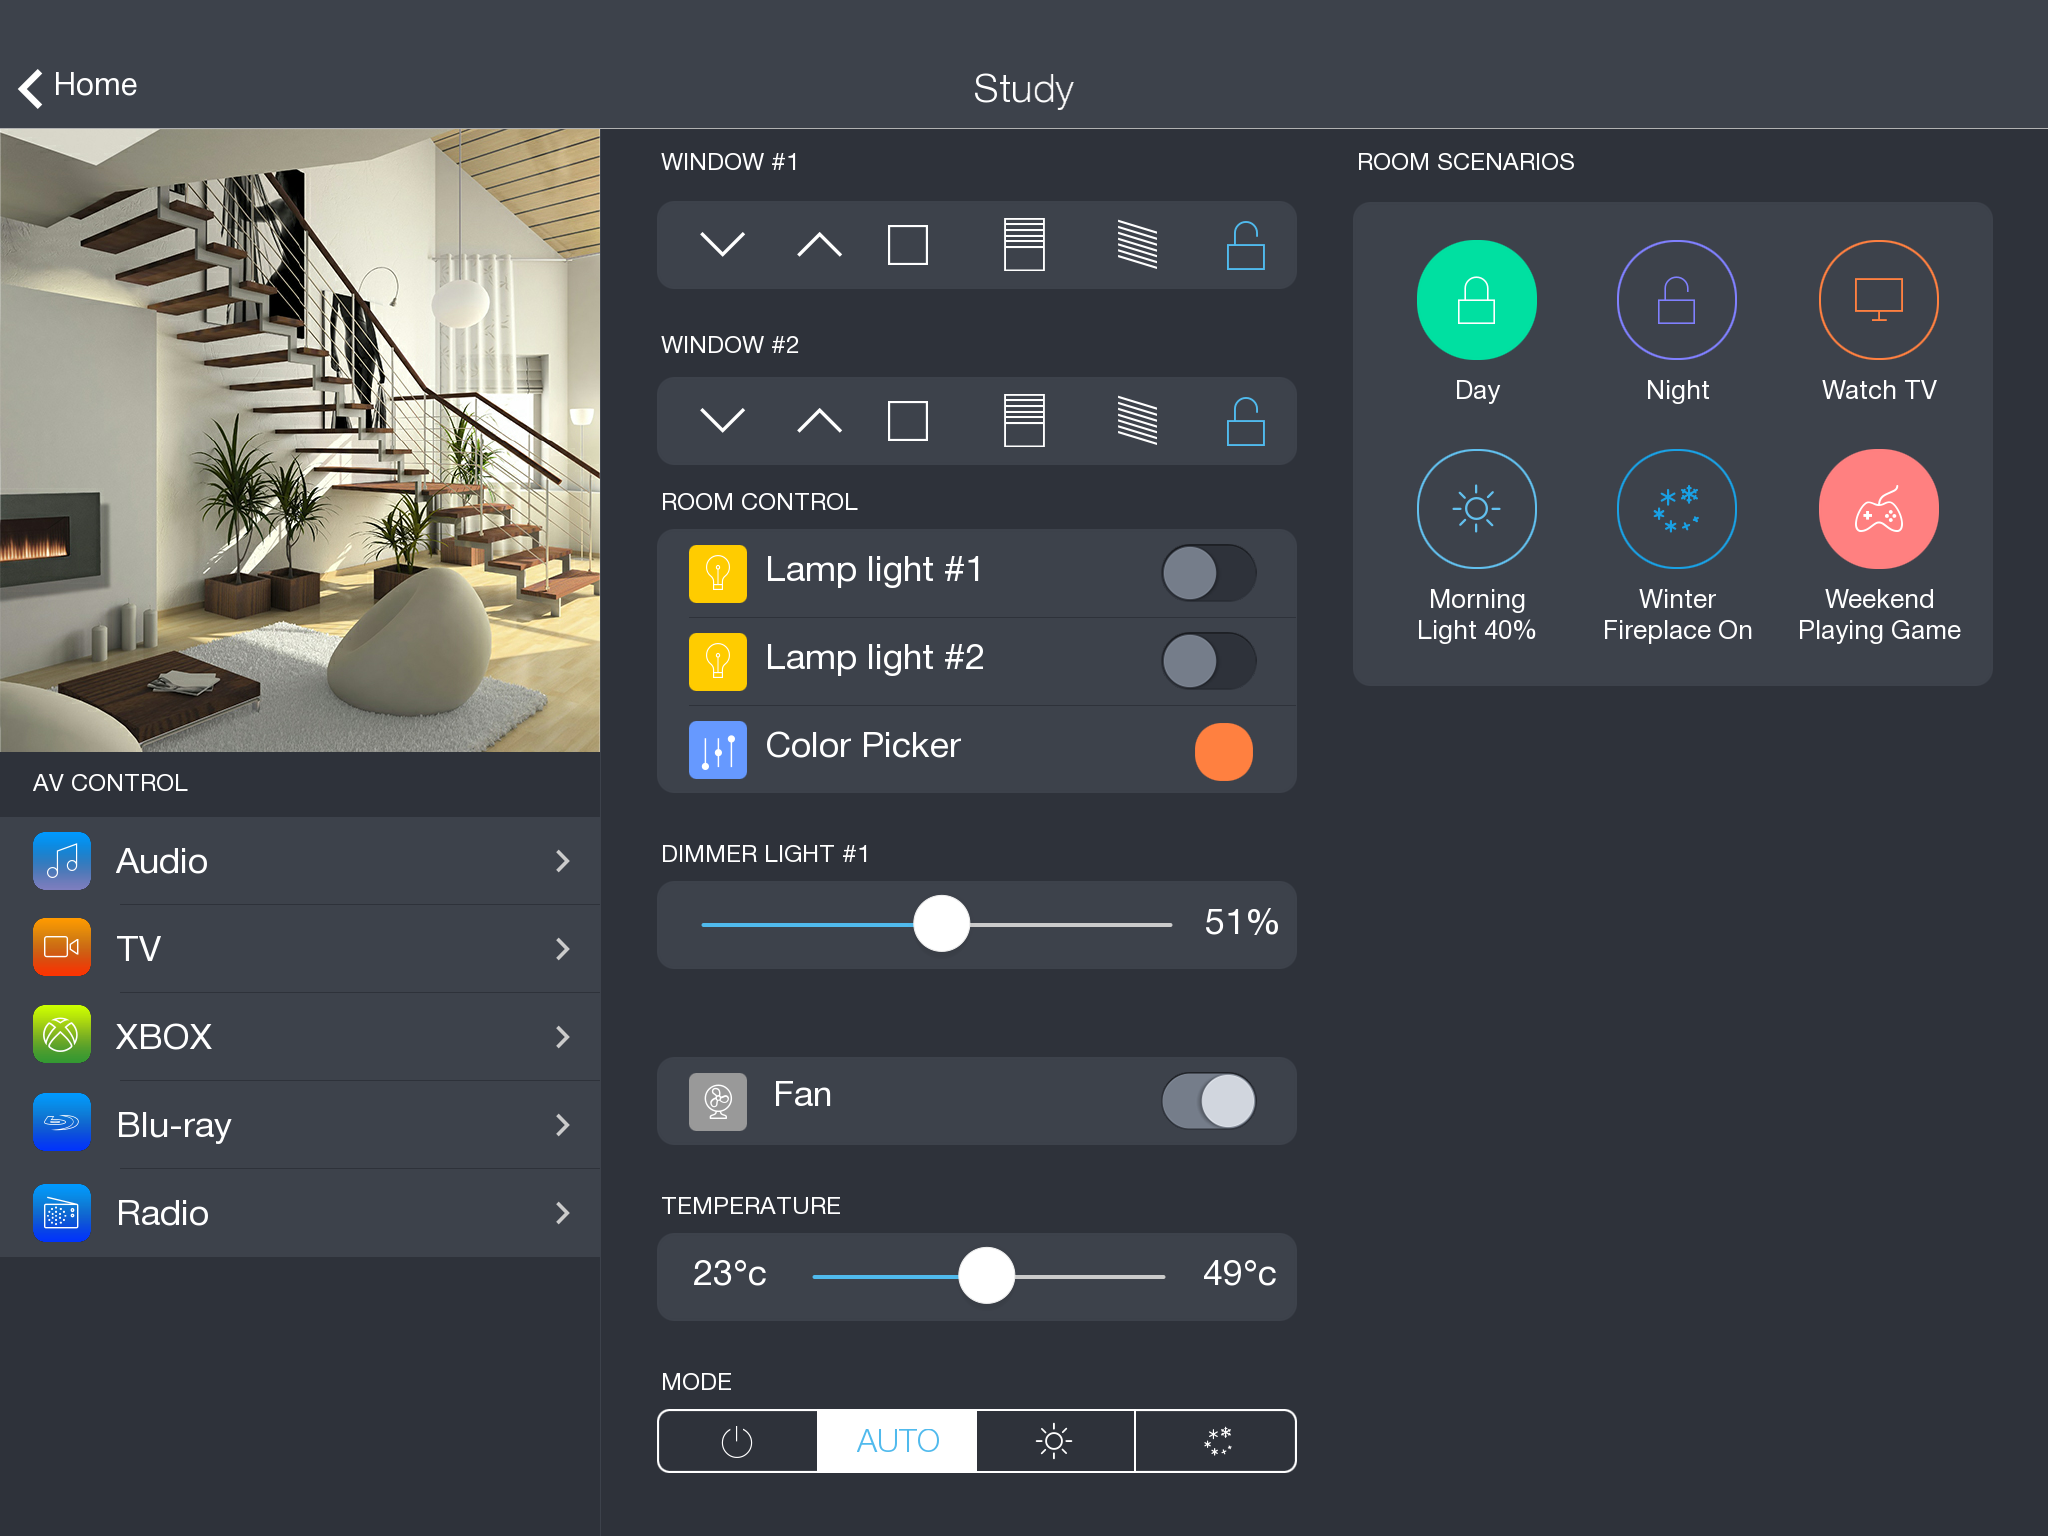 Home
Study
AV CONTROL
Audio
TV
XBOX
Blu-ray
Radio
WINDOW #1
WINDOW #2
ROOM CONTROL
Lamp light #1
Lamp light #2
Color Picker
DIMMER LIGHT #1
51%
Fan
TEMPERATURE
23°c
49°c
MODE
AUTO
ROOM SCENARIOS
Day
Night
Watch TV
Morning
Light 40%
Winter
Fireplace On
Weekend
Playing Game